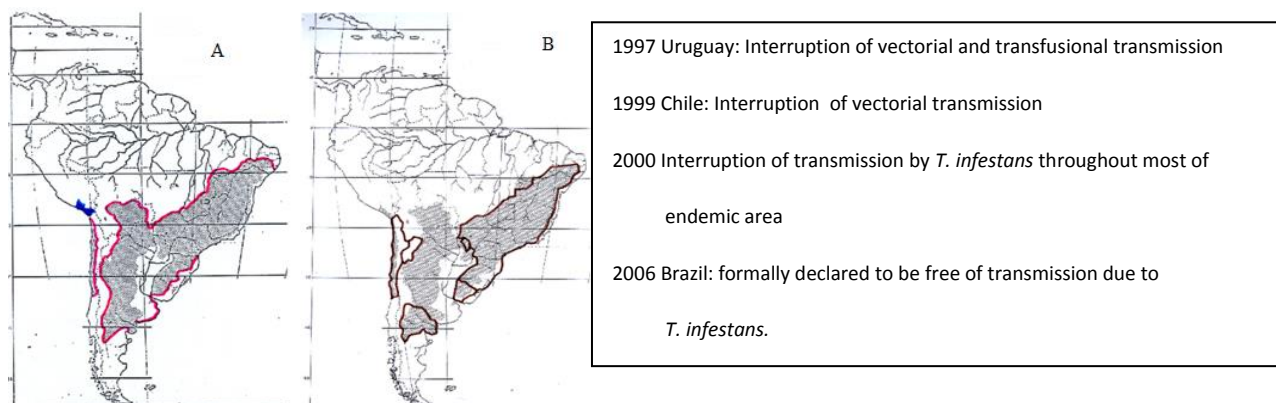 A
B
1997 Uruguay: Interruption of vectorial and transfusional transmission
1999 Chile: Interruption of vectorial transmission
2000 Interruption of transmission by T. infestans throughout most of
endemic area
2006 Brazil: formally declared to be free of transmission due to
T. infestans.